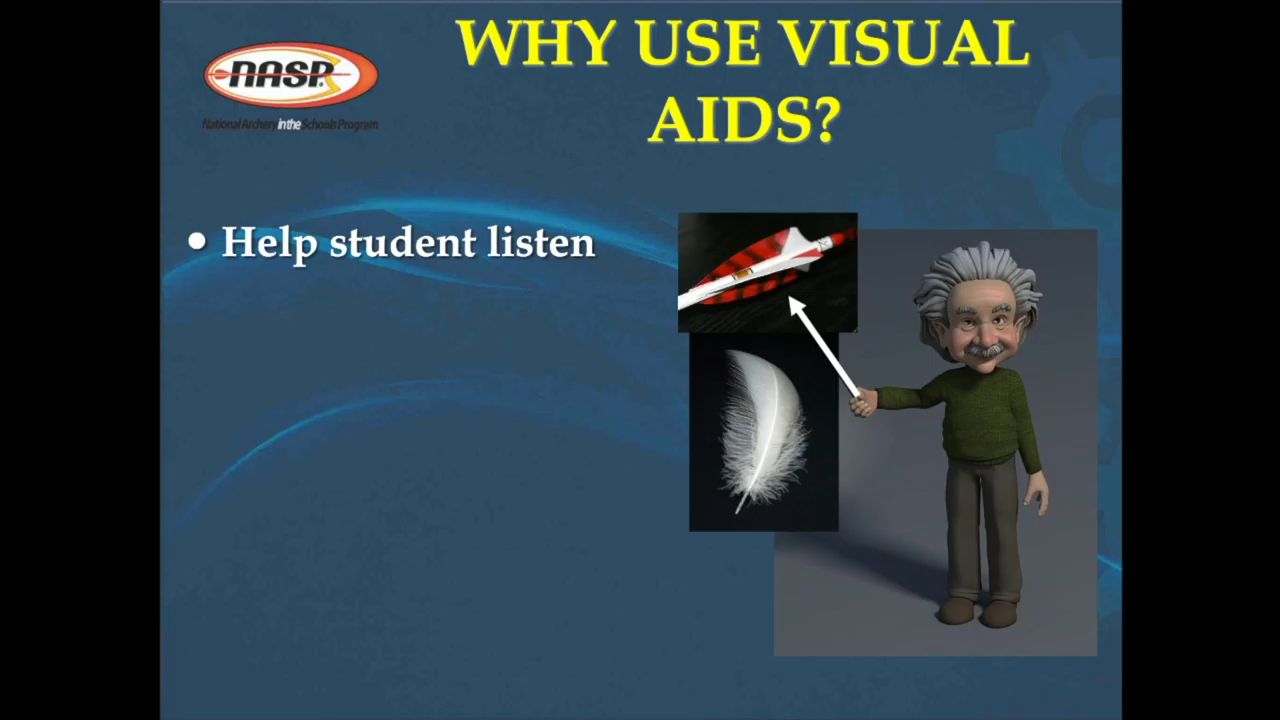 WHY USE VISUAL
AIDS?
NASP®
National Archery in the Schools Program
• Help student listen